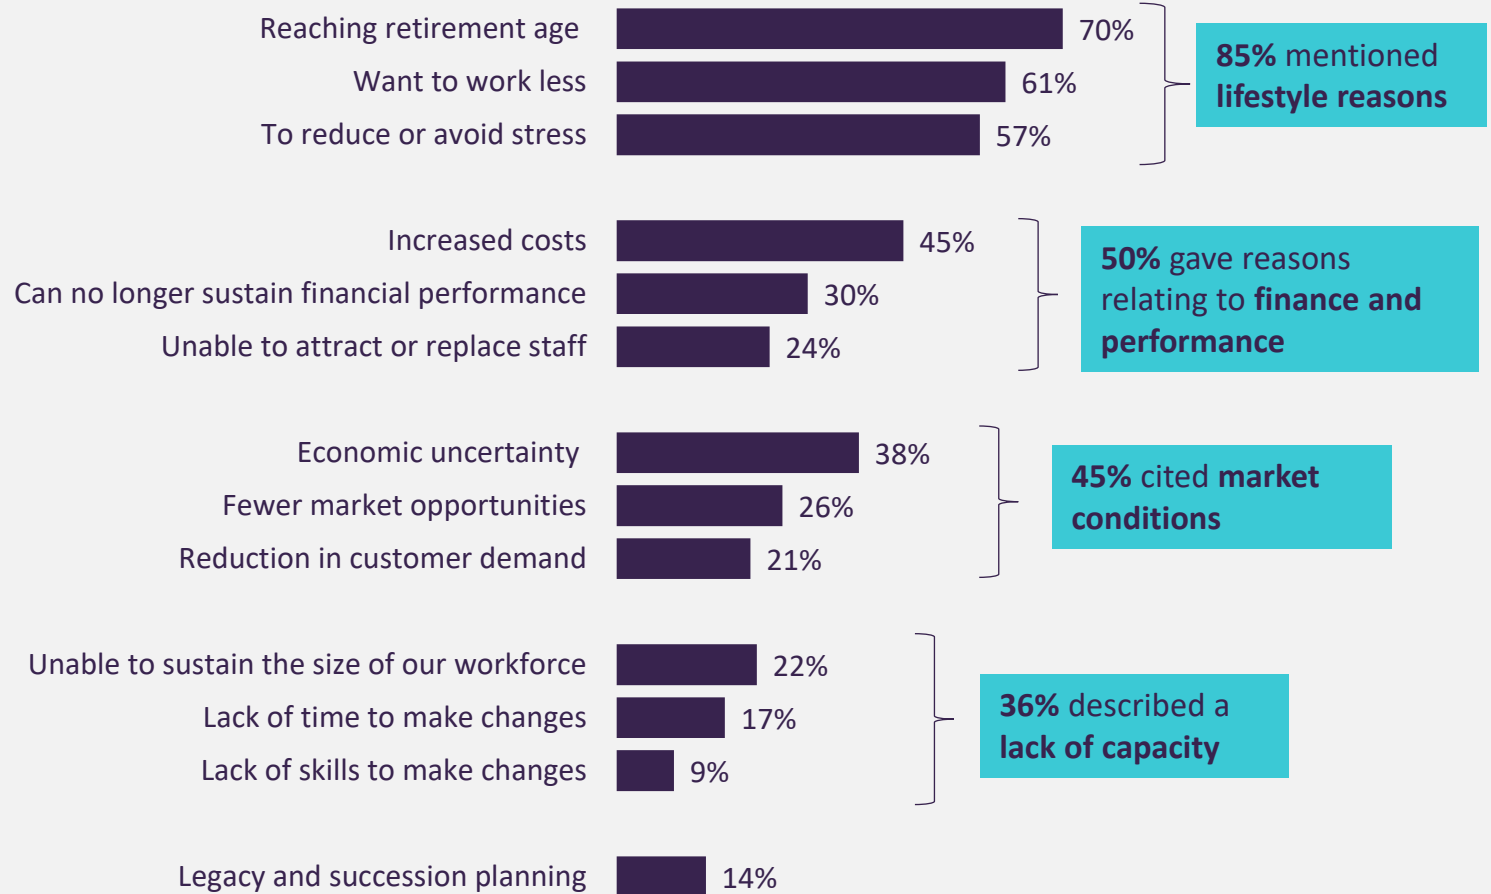 Reaching retirement age 70%
Want to work less 61%
To reduce or avoid stress 57%
85% mentioned
lifestyle reasons
Increased costs 45%
Can no longer sustain financial performance 30%
Unable to attract or replace staff 24%
50% gave reasons
relating to finance and
performance
Economic uncertainty 38%
Fewer market opportunities 26%
Reduction in customer demand 21%
45% cited market
conditions
Unable to sustain the size of our workforce 22%
Lack of time to make changes 17%
Lack of skills to make changes 9%
36% described a
lack of capacity
Legacy and succession planning 14%